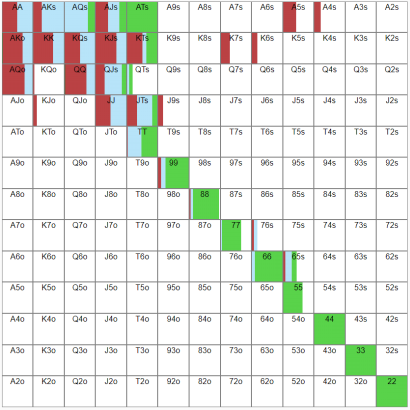 AA AKs AQs AJs ATs A9s A8s A7s A6s A5s A4s A3s A2s
AKo KK KQs KJs KTs K9s K8s K7s K6s K5s K4s K3s K2s
AQo KQo QQ QJs QTs Q9s Q8s Q7s Q6s Q5s Q4s Q3s Q2s
AJo KJo QJo JJ JTs J9s J8s J7s J6s J5s J4s J3s J2s
ATo KTo QTo JTo TT T9s T8s T7s T6s T5s T4s T3s T2s
A9o K9o Q9o J9o T9o 99 98s 97s 96s 95s 94s 93s 92s
A8o K8o Q8o J8o T8o 98o 88 87s 86s 85s 84s 83s 82s
A7o K7o Q7o J7o T7o 97o 87o 77 76s 75s 74s 73s 72s
A6o K6o Q6o J6o T6o 96o 86o 76o 66 65s 64s 63s 62s
A5o K5o Q5o J5o T5o 95o 85o 75o 65o 55 54s 53s 52s
A4o K4o Q4o J4o T4o 94o 84o 74o 64o 54o 44 43s 42s
A3o K3o Q3o J3o T3o 93o 83o 73o 63o 53o 43o 33 32s
A2o K2o Q2o J2o T2o 92o 82o 72o 62o 52o 42o 32o 22